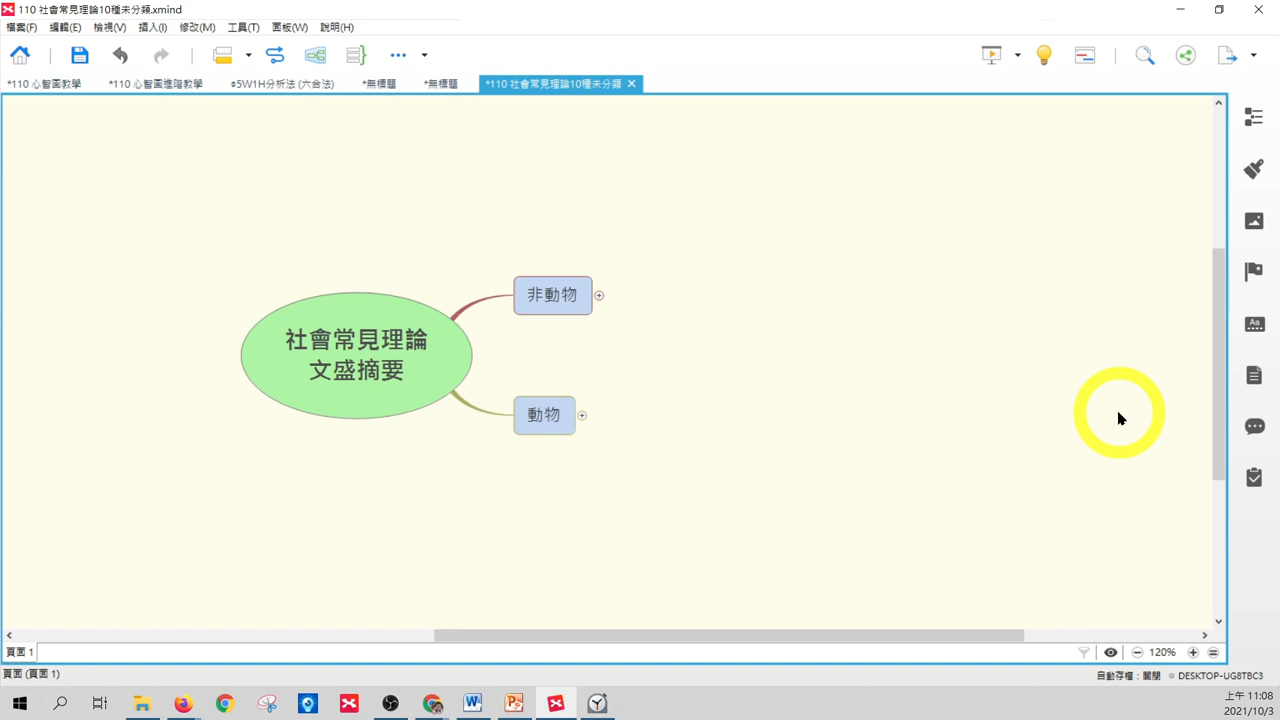 110 社會常見理論10種未分類.xmind
檔案(F) 編輯(E) 檢視(V) 插入(I) 修改(M) 工具(T) 面板(W) 說明(H)
*110 心智圖教學 *110 心智圖進階教學 5W1H分析法 (六合法) *無標題 *無標題 *110 社會常見理論10種未分類
非動物
社會常見理論
文盛摘要
動物
Aa
頁面 1
120%
頁面 (頁面 1)
自動存檔：關閉 DESKTOP-UG8TBC3
上午 11:08
2021/10/3